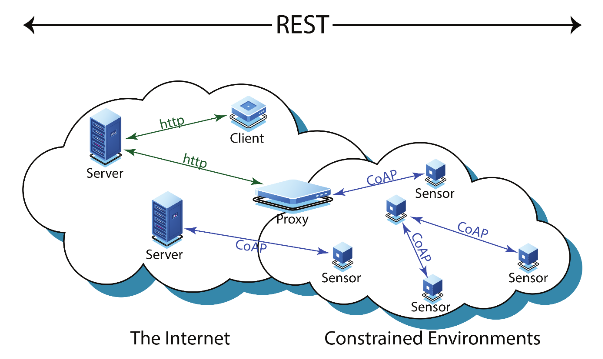 REST
http
Client
http
Server
CoAP
Sensor
Proxy
CoAP
Server
CoAP
CoAP
Sensor
Sensor
Sensor
The Internet
Constrained Environments